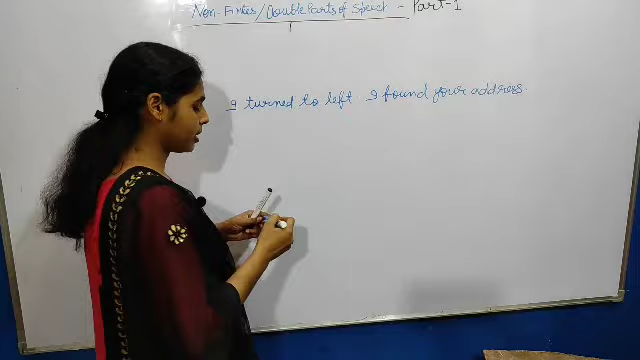 Non-Finites/Double Parts of Speech - Part-1
I turned to left. I found your address.